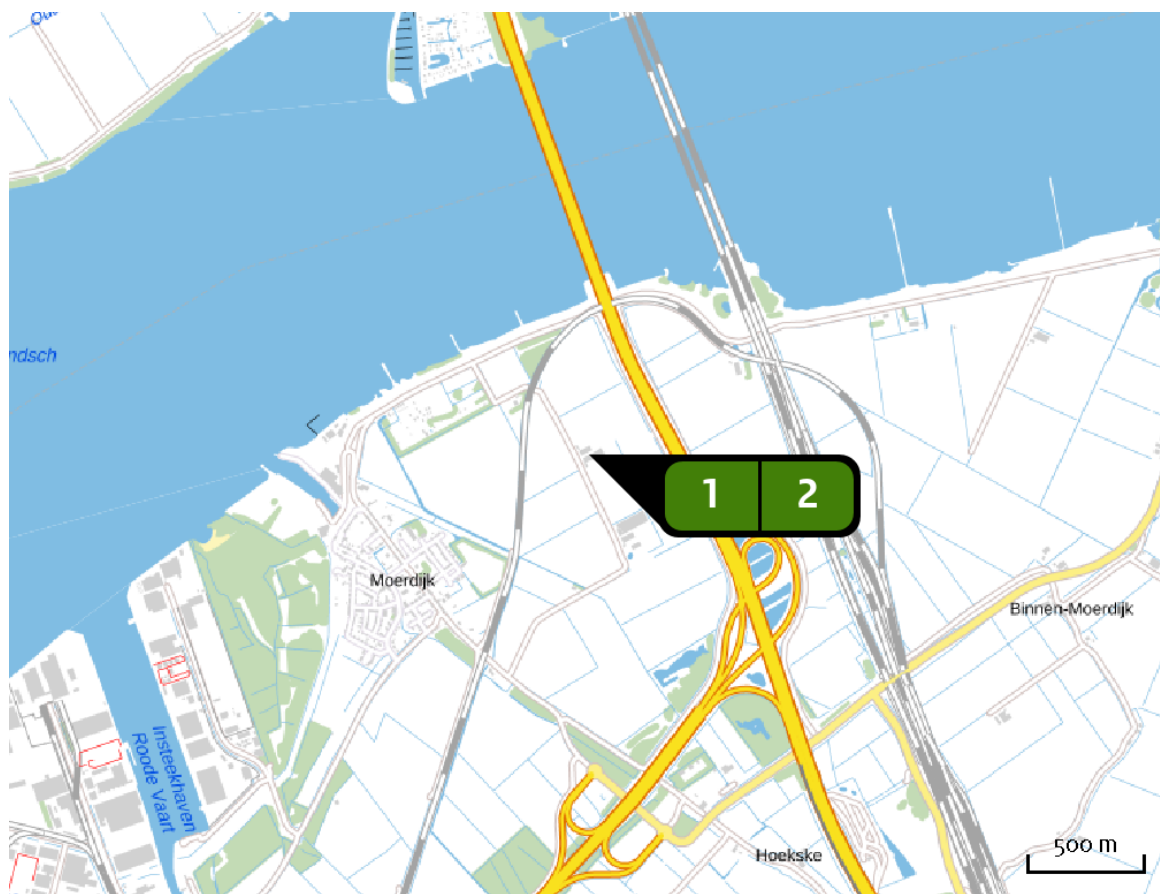 ndsch
1 2
Moerdijk
Binnen-Moerdijk
Insteekhaven
Roode Vaart
Hoekske
500 m